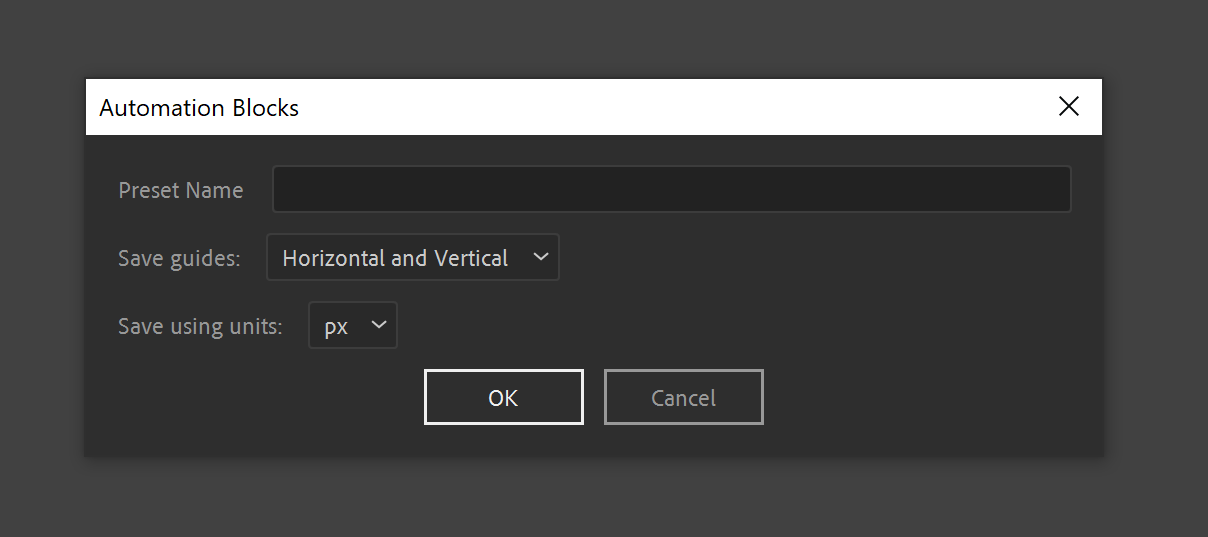 Automation Blocks
Preset Name
Save guides: Horizontal and Vertical
Save using units: px
OK Cancel